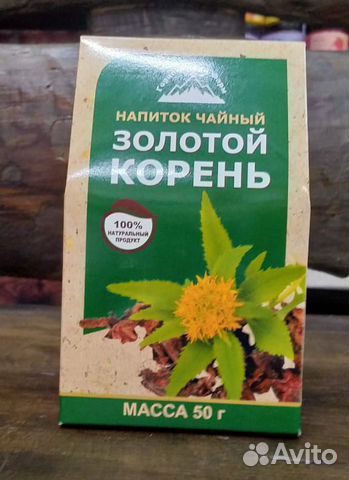 НАПИТОК ЧАЙНЫЙ
ЗОЛОТОЙ
КОРЕНЬ
100%
НАТУРАЛЬНЫЙ
ПРОДУКТ
МАССА 50 г
Avito